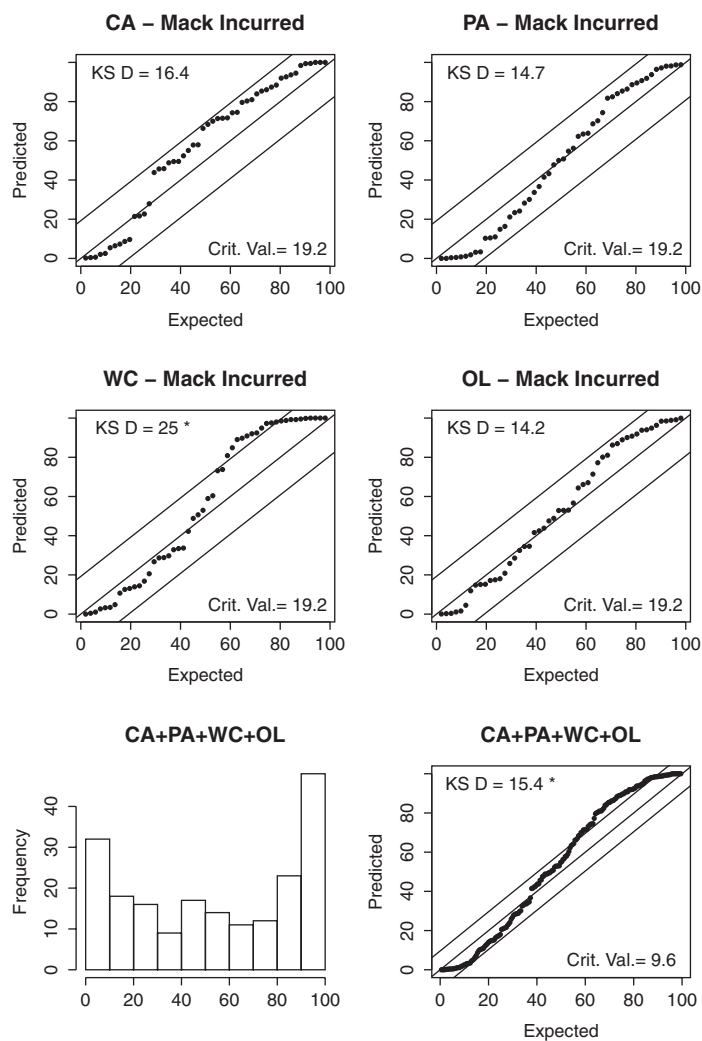 CA – Mack Incurred
KS D = 16.4
Crit. Val.= 19.2
Predicted
0 20 40 60 80
0 20 40 60 80 100
Expected
PA – Mack Incurred
KS D = 14.7
Crit. Val.= 19.2
Predicted
0 20 40 60 80
0 20 40 60 80 100
Expected
WC – Mack Incurred
KS D = 25 *
Crit. Val.= 19.2
Predicted
0 20 40 60 80
0 20 40 60 80 100
Expected
OL – Mack Incurred
KS D = 14.2
Crit. Val.= 19.2
Predicted
0 20 40 60 80
0 20 40 60 80 100
Expected
CA+PA+WC+OL
Frequency
0 10 20 30 40
0 20 40 60 80 100
CA+PA+WC+OL
KS D = 15.4 *
Crit. Val.= 9.6
Predicted
0 20 40 60 80
0 20 40 60 80 100
Expected